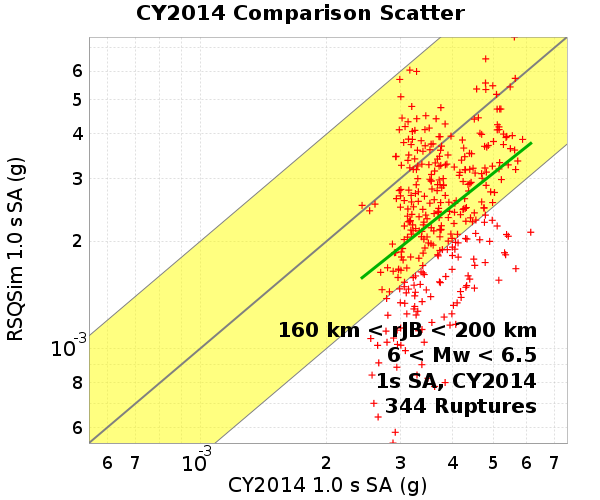 CY2014 Comparison Scatter
RSQSim 1.0 s SA (g)
6
5
4
3
2
10-3
8
6
160 km < rJB < 200 km
6 < Mw < 6.5
1s SA, CY2014
344 Ruptures
6 7 10-3 2 3 4 5 6 7
CY2014 1.0 s SA (g)